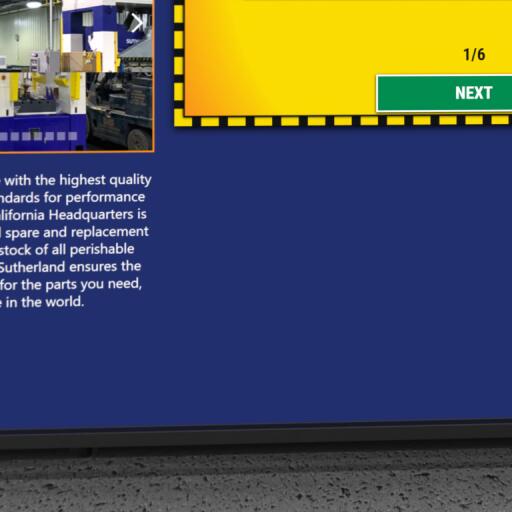 1/6
NEXT
with the highest quality
ndards for performance
lifornia Headquarters is
spare and replacement
stock of all perishable
Sutherland ensures the
for the parts you need,
in the world.